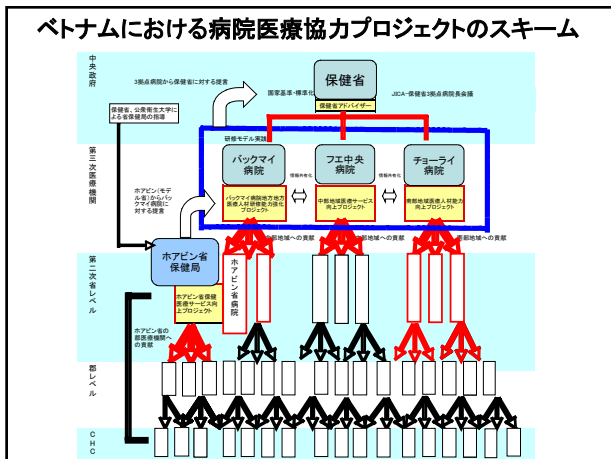 ベトナムにおける病院医療協力プロジェクトのスキーム
中央政府
3拠点病院から保健省に対する提言
保健省
国家基準・標準化
JICA-保健省3拠点病院長会議
保健省アドバイザー
保健省、公衆衛生大学に
よる省保健局の指導
研修モデル実践
第三次医療機関
バックマイ
病院
情報共有化
フエ中央
病院
情報共有化
チョーライ
病院
ホアビン(モデ
ル省)からバッ
クマイ病院に
対する提言
バックマイ病院地方地方
医療人材研修能力強化
プロジェクト
中部地域医療サービス
向上プロジェクト
南部地域医療人材能力向
上プロジェクト
部地域への貢献
部地域への貢献
部地域への貢献
ホアビン省
保健局
第二次省レベル
ホアビン省病院
ホアビン省保健
医療サービス向
上プロジェクト
ホアビン省の
郡医療機関へ
の貢献
郡レベル
CHC